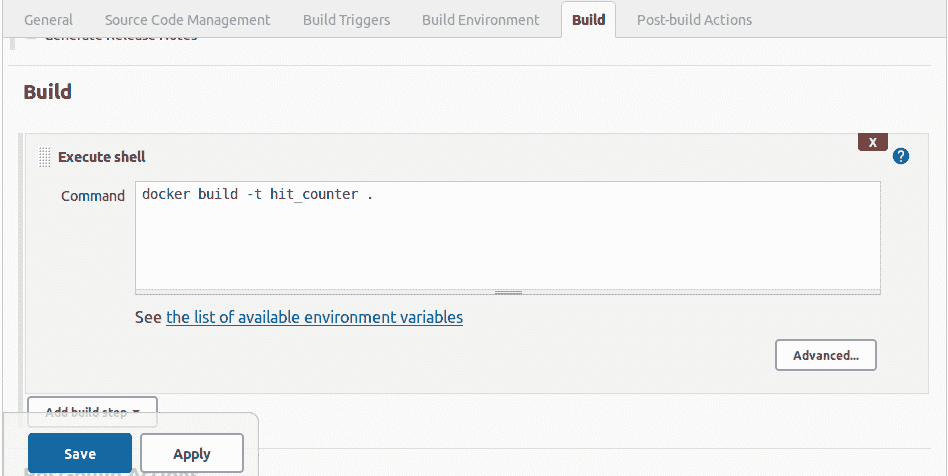 General Source Code Management Build Triggers Build Environment Build Post-build Actions
Generate Release Notes
Build
X
Execute shell
?
Command
docker build -t hit_counter .
See the list of available environment variables
Advanced...
Add build step
Save Apply
Post-build Actions